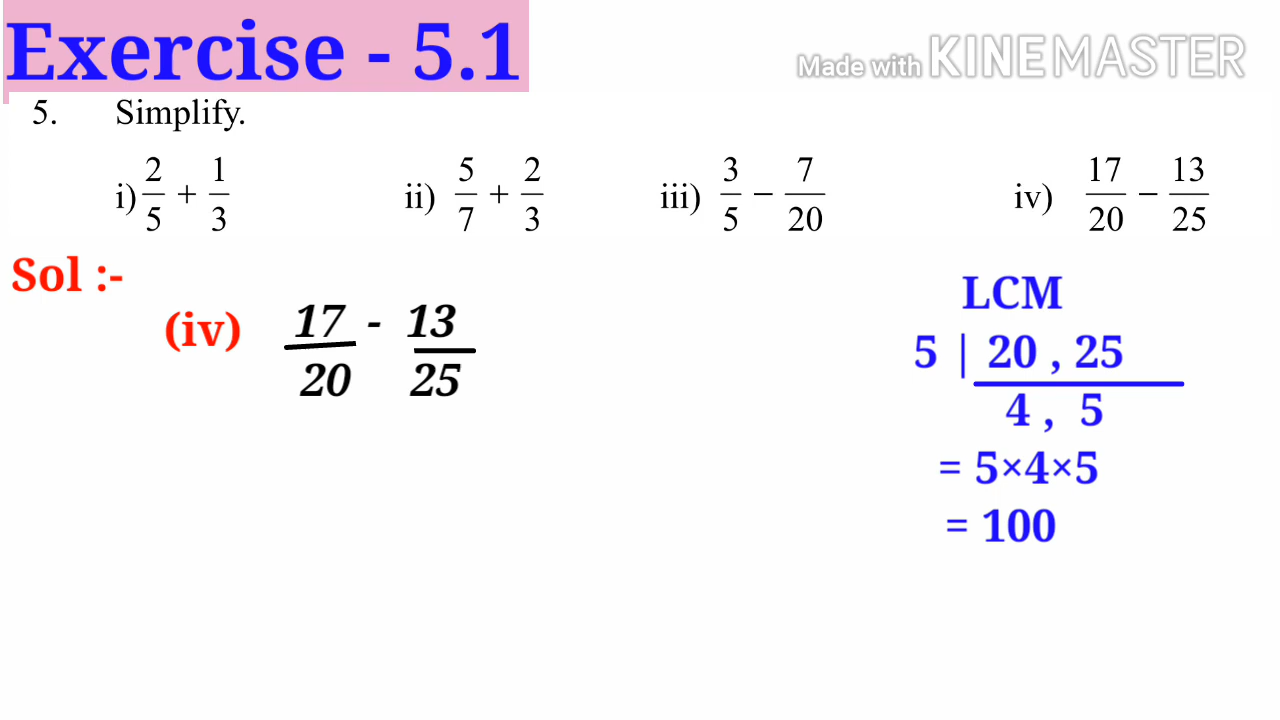 Exercise - 5.1
Made with KINEMASTER
5. Simplify.
i) 2/5 + 1/3 ii) 5/7 + 2/3 iii) 3/5 − 7/20 iv) 17/20 − 13/25
Sol :-
(iv) 17/20 - 13/25
LCM
5 | 20 , 25
4 , 5
= 5×4×5
= 100